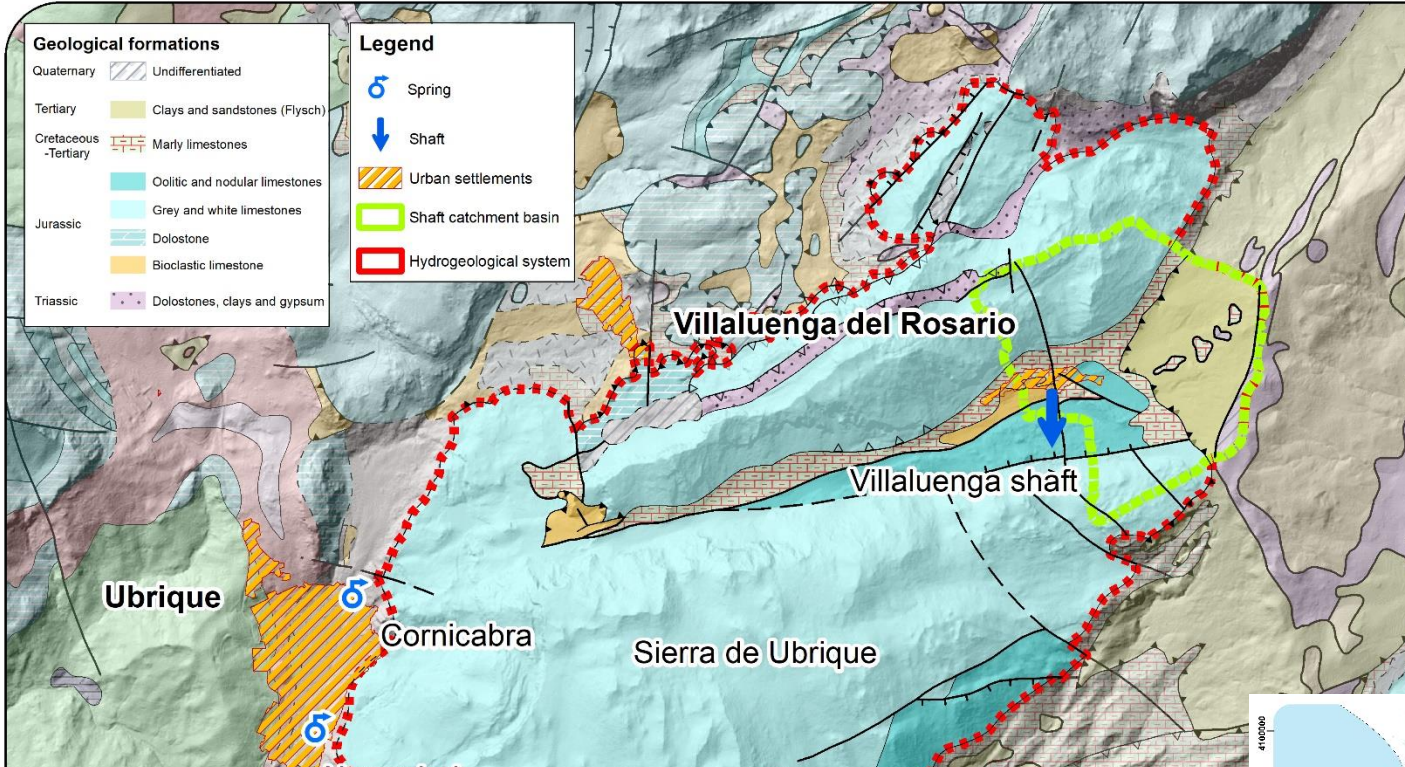 Geological formations
Quaternary Undifferentiated
Tertiary Clays and sandstones (Flysch)
Cretaceous
-Tertiary Marly limestones
Oolitic and nodular limestones
Grey and white limestones
Jurassic
Dolostone
Bioclastic limestone
Triassic Dolostones, clays and gypsum
Legend
Spring
Shaft
Urban settlements
Shaft catchment basin
Hydrogeological system
Villaluenga del Rosario
Villaluenga shaft
Ubrique
Cornicabra
Sierra de Ubrique
4100000